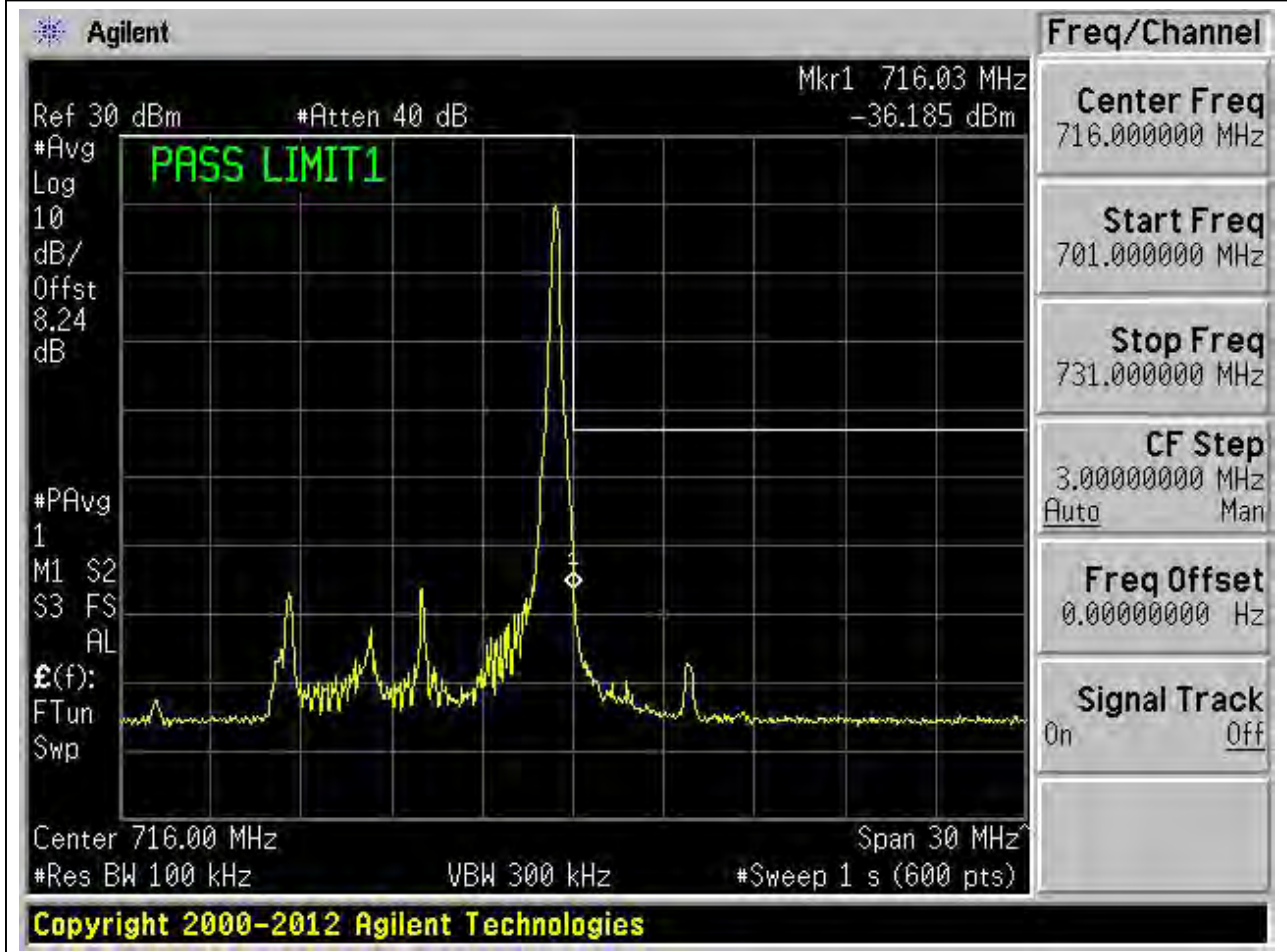 Agilent
Freq/Channel
Mkr1 716.03 MHz
Ref 30 dBm #Atten 40 dB -36.185 dBm
#Avg
Log
10
dB/
Offst
8.24
dB
PASS LIMIT1
#PAvg
1
M1 S2
S3 FS
AL
£(f):
FTun
Swp
1
Center 716.00 MHz Span 30 MHz^
#Res BW 100 kHz VBW 300 kHz #Sweep 1 s (600 pts)
Copyright 2000-2012 Agilent Technologies
Center Freq
716.000000 MHz
Start Freq
701.000000 MHz
Stop Freq
731.000000 MHz
CF Step
3.00000000 MHz
Auto Man
Freq Offset
0.00000000 Hz
Signal Track
On Off